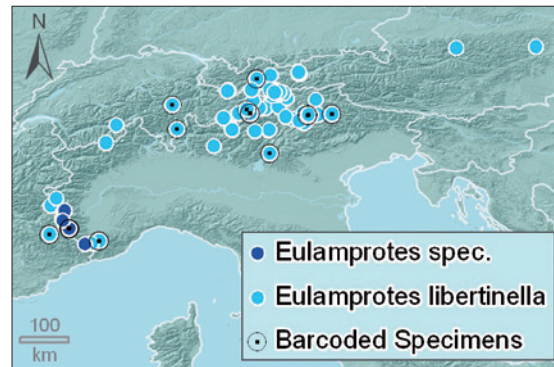 N
Eulamprotes spec.
Eulamprotes libertinella
Barcoded Specimens
100
km